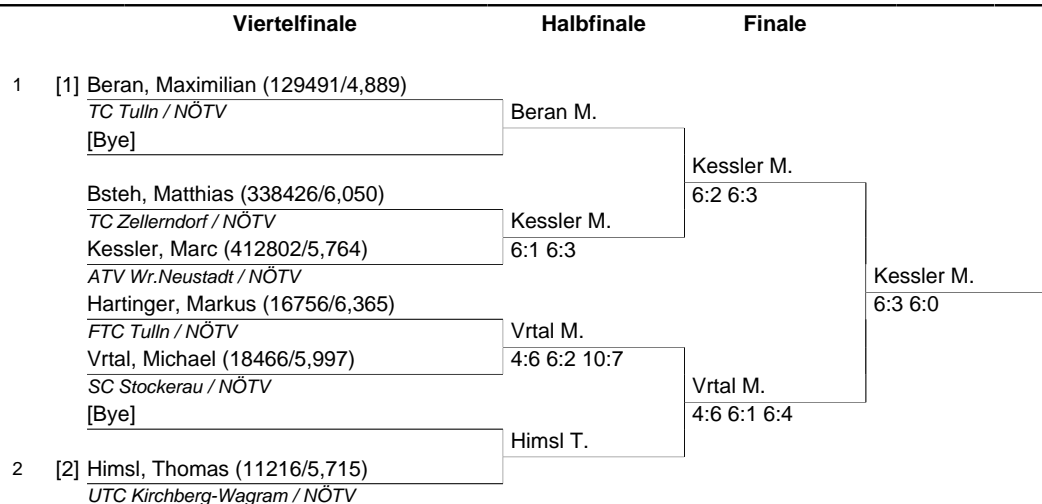 Viertelfinale Halbfinale Finale
1 [1] Beran, Maximilian (129491/4,889)
TC Tulln / NÖTV Beran M.
[Bye]
Kessler M.
Bsteh, Matthias (338426/6,050) 6:2 6:3
TC Zellerndorf / NÖTV Kessler M.
Kessler, Marc (412802/5,764) 6:1 6:3
ATV Wr.Neustadt / NÖTV Kessler M.
Hartinger, Markus (16756/6,365) 6:3 6:0
FTC Tulln / NÖTV Vrtal M.
Vrtal, Michael (18466/5,997) 4:6 6:2 10:7
SC Stockerau / NÖTV Vrtal M.
[Bye] 4:6 6:1 6:4
Himsl T.
2 [2] Himsl, Thomas (11216/5,715)
UTC Kirchberg-Wagram / NÖTV